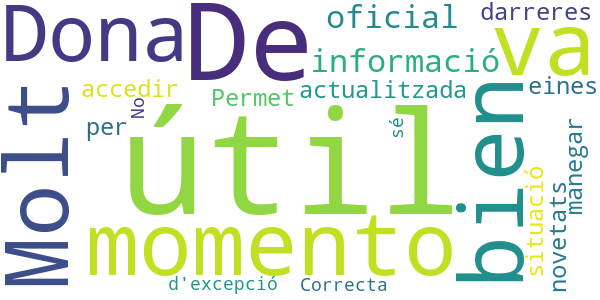 Dona
De
va
oficial
darreres
informació
accedir
Permet
actualitzada
eines
No
per
sé
útil
Molt
bien
momento
manegar
situació
novetats
d'excepció
Correcta